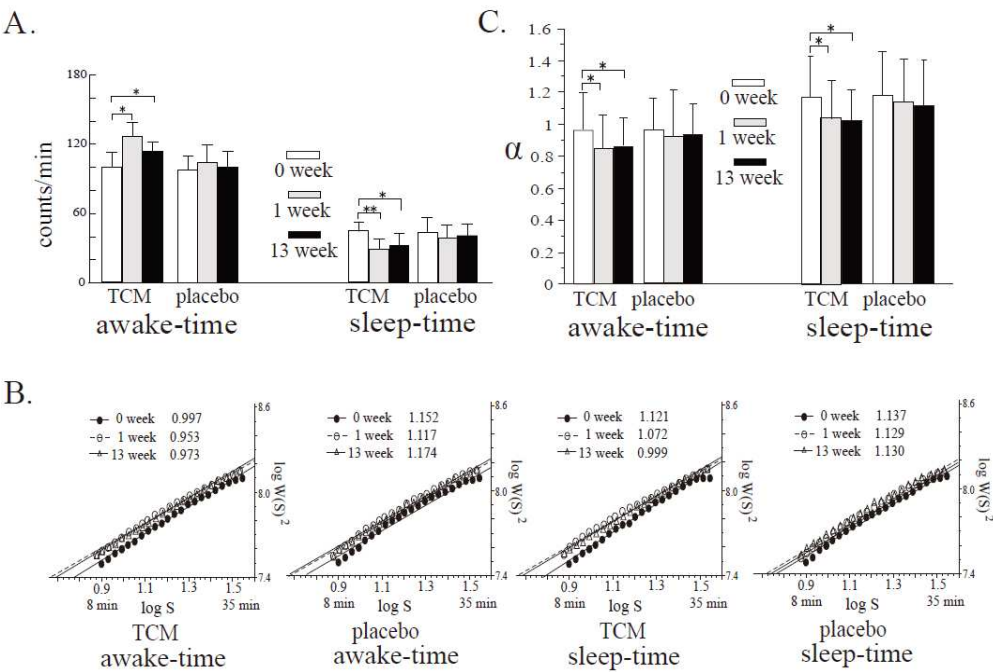 A.
counts/min
180
120
60
0
*
*
**
*
0 week
1 week
13 week
TCM placebo
awake-time
TCM placebo
sleep-time
C.
α
1.6
1.4
1.2
1
0.8
0.6
0.4
0.2
0
*
*
*
*
0 week
1 week
13 week
TCM placebo
awake-time
TCM placebo
sleep-time
B.
0 week 0.997
1 week 0.953
13 week 0.973
8.6
8.0
7.4
log W(S)²
0.9 1.1 1.3 1.5
8 min log S 35 min
TCM
awake-time
0 week 1.152
1 week 1.117
13 week 1.174
8.6
8.0
7.4
log W(S)²
0.9 1.1 1.3 1.5
8 min log S 35 min
placebo
awake-time
0 week 1.121
1 week 1.072
13 week 0.999
8.6
8.0
7.4
log W(S)²
0.9 1.1 1.3 1.5
8 min log S 35 min
TCM
sleep-time
0 week 1.137
1 week 1.129
13 week 1.130
8.6
8.0
7.4
log W(S)²
0.9 1.1 1.3 1.5
8 min log S 35 min
placebo
sleep-time